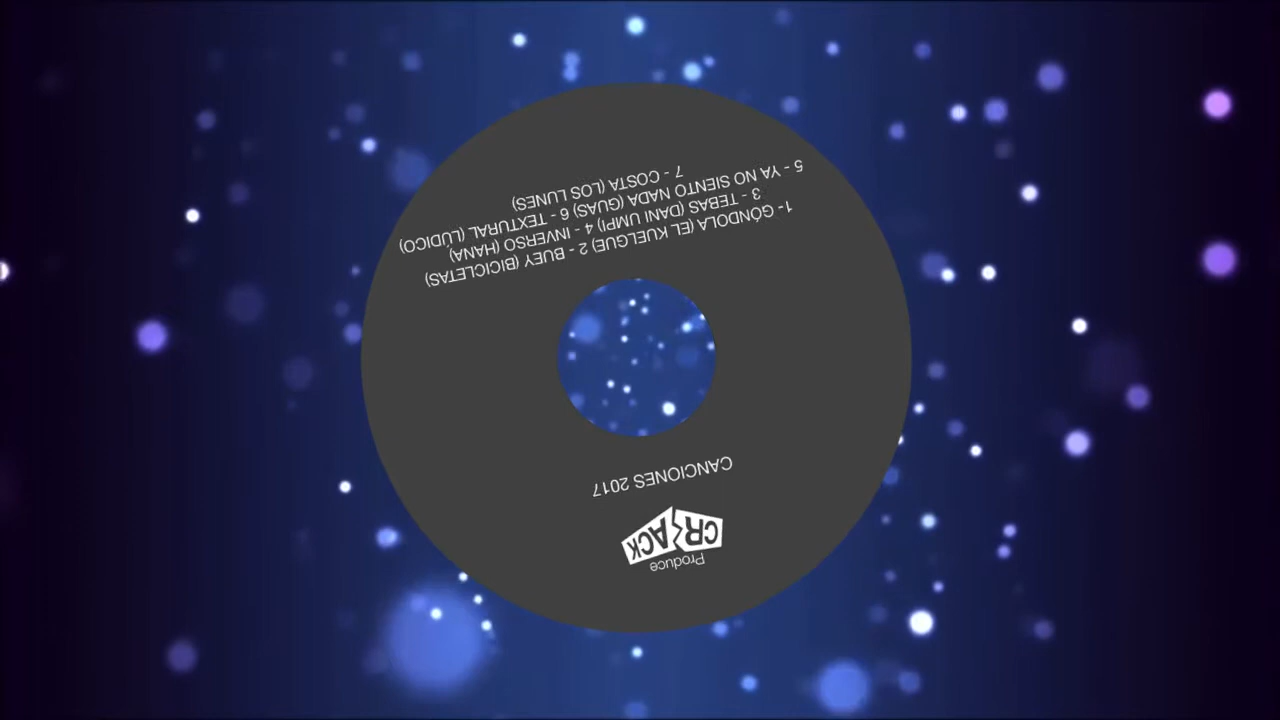 Produce
CRACK
CANCIONES 2017
1- GÓNDOLA (EL KUELGUE) 2 - BUEY (BICICLETAS)
3 - TEBAS (DANI UMPI) 4 - INVERSO (HANA)
5 - YA NO SIENTO NADA (GUAS) 6 - TEXTURAL (LÚDICO)
7 - COSTA (LOS LUNES)